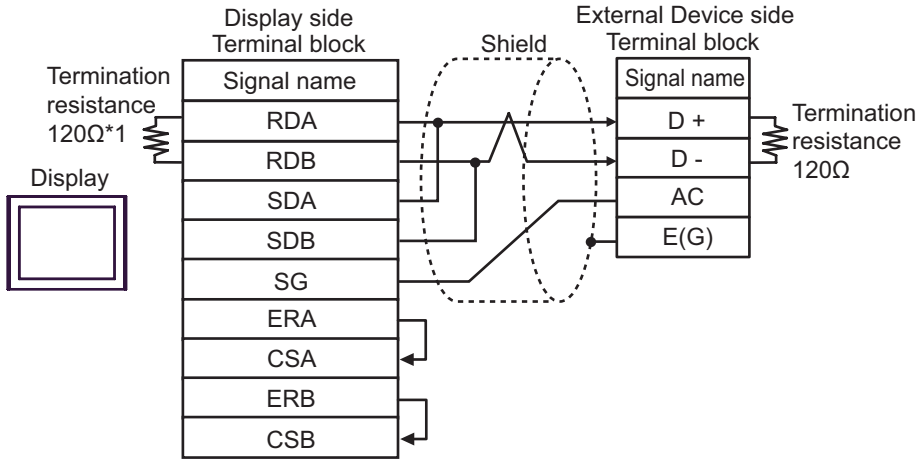 Display side
Terminal block
External Device side
Terminal block
Shield
Termination
resistance
120Ω*1
Display
Signal name
RDA
RDB
SDA
SDB
SG
ERA
CSA
ERB
CSB
Signal name
D +
D -
AC
E(G)
Termination
resistance
120Ω